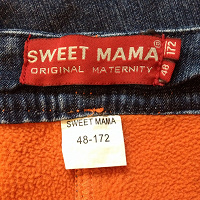 SWEET MAMA®
ORIGINAL MATERNITY
48 172
SWEET MAMA
48-172